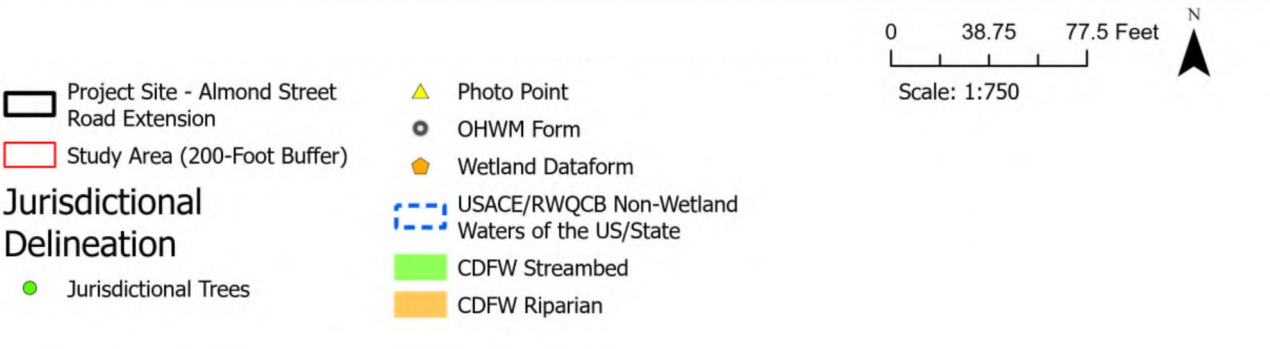 N
0 38.75 77.5 Feet
Scale: 1:750
Project Site - Almond Street
Road Extension
Study Area (200-Foot Buffer)
Jurisdictional
Delineation
Jurisdictional Trees
Photo Point
OHWM Form
Wetland Dataform
USACE/RWQCB Non-Wetland
Waters of the US/State
CDFW Streambed
CDFW Riparian